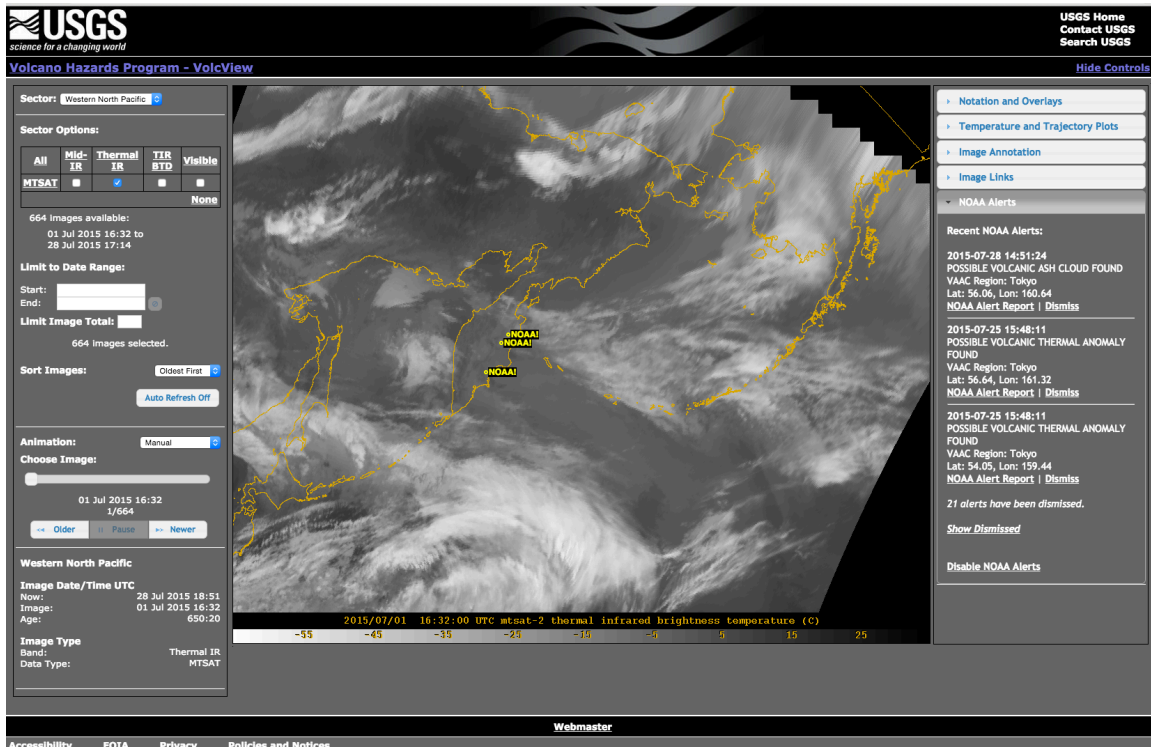 USGS
science for a changing world
USGS Home
Contact USGS
Search USGS
Volcano Hazards Program - VolcView
Hide Controls
Sector: Western North Pacific
Sector Options:
All Mid-IR Thermal IR TIR BTD Visible
MTSAT
None
664 images available:
01 Jul 2015 16:32 to
28 Jul 2015 17:14
Limit to Date Range:
Start:
End:
Limit Image Total:
664 images selected.
Sort Images: Oldest First
Auto Refresh Off
Animation: Manual
Choose Image:
01 Jul 2015 16:32
1/664
Older Pause Newer
Western North Pacific
Image Date/Time UTC
Now: 28 Jul 2015 18:51
Image: 01 Jul 2015 16:32
Age: 650:20
Image Type
Band: Thermal IR
Data Type: MTSAT
NOAA!
NOAA!
NOAA!
2015/07/01 16:32:00 UTC mtsat-2 thermal infrared brightness temperature (C)
-55 -45 -35 -24 -14 -5 5 15 25
Notation and Overlays
Temperature and Trajectory Plots
Image Annotation
Image Links
NOAA Alerts
Recent NOAA Alerts:
2015-07-28 14:51:24
POSSIBLE VOLCANIC ASH CLOUD FOUND
VAAC Region: Tokyo
Lat: 56.06, Lon: 160.64
NOAA Alert Report | Dismiss
2015-07-25 15:48:11
POSSIBLE VOLCANIC THERMAL ANOMALY
FOUND
VAAC Region: Tokyo
Lat: 56.64, Lon: 161.32
NOAA Alert Report | Dismiss
2015-07-25 15:48:11
POSSIBLE VOLCANIC THERMAL ANOMALY
FOUND
VAAC Region: Tokyo
Lat: 54.05, Lon: 159.44
NOAA Alert Report | Dismiss
21 alerts have been dismissed.
Show Dismissed
Disable NOAA Alerts
Webmaster
Accessibility FOIA Privacy Policies and Notices